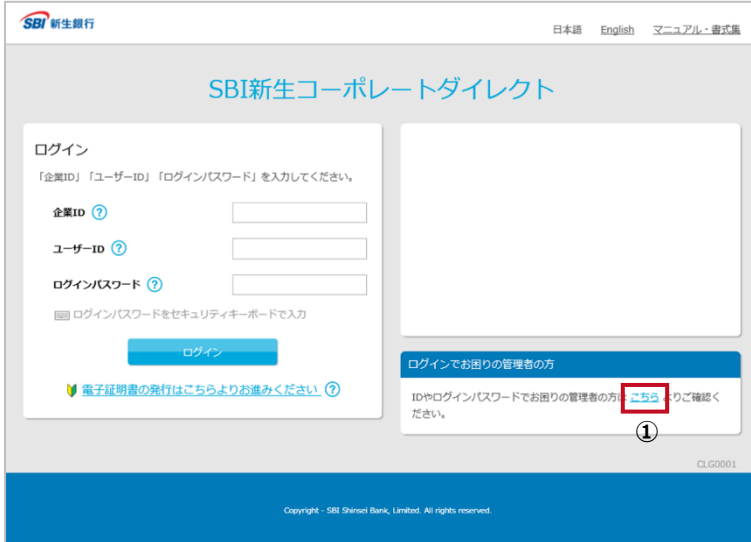 SBI 新生銀行
日本語 English マニュアル・書式集
SBI新生コーポレートダイレクト
ログイン
「企業ID」「ユーザーID」「ログインパスワード」を入力してください。
企業ID ?
ユーザーID ?
ログインパスワード ?
ログインパスワードをセキュリティキーボードで入力
ログイン
電子証明書の発行はこちらよりお進みください ?
ログインでお困りの管理者の方
IDやログインパスワードでお困りの管理者の方は こちら よりご確認く
ださい。
①
CLG0001
Copyright - SBI Shinsei Bank, Limited. All rights reserved.